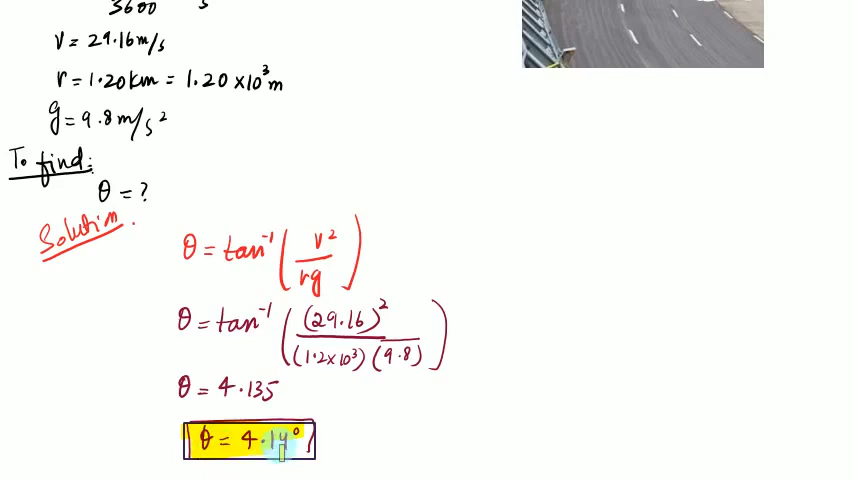 3600 s
v = 29.16 m/s
r = 1.20 km = 1.20 × 10³ m
g = 9.8 m/s²
To find:
θ = ?
Solution.
θ = tan⁻¹ ( v² / rg )
θ = tan⁻¹ ( (29.16)² / (1.2 × 10³) (9.8) )
θ = 4.135
θ = 4.14°